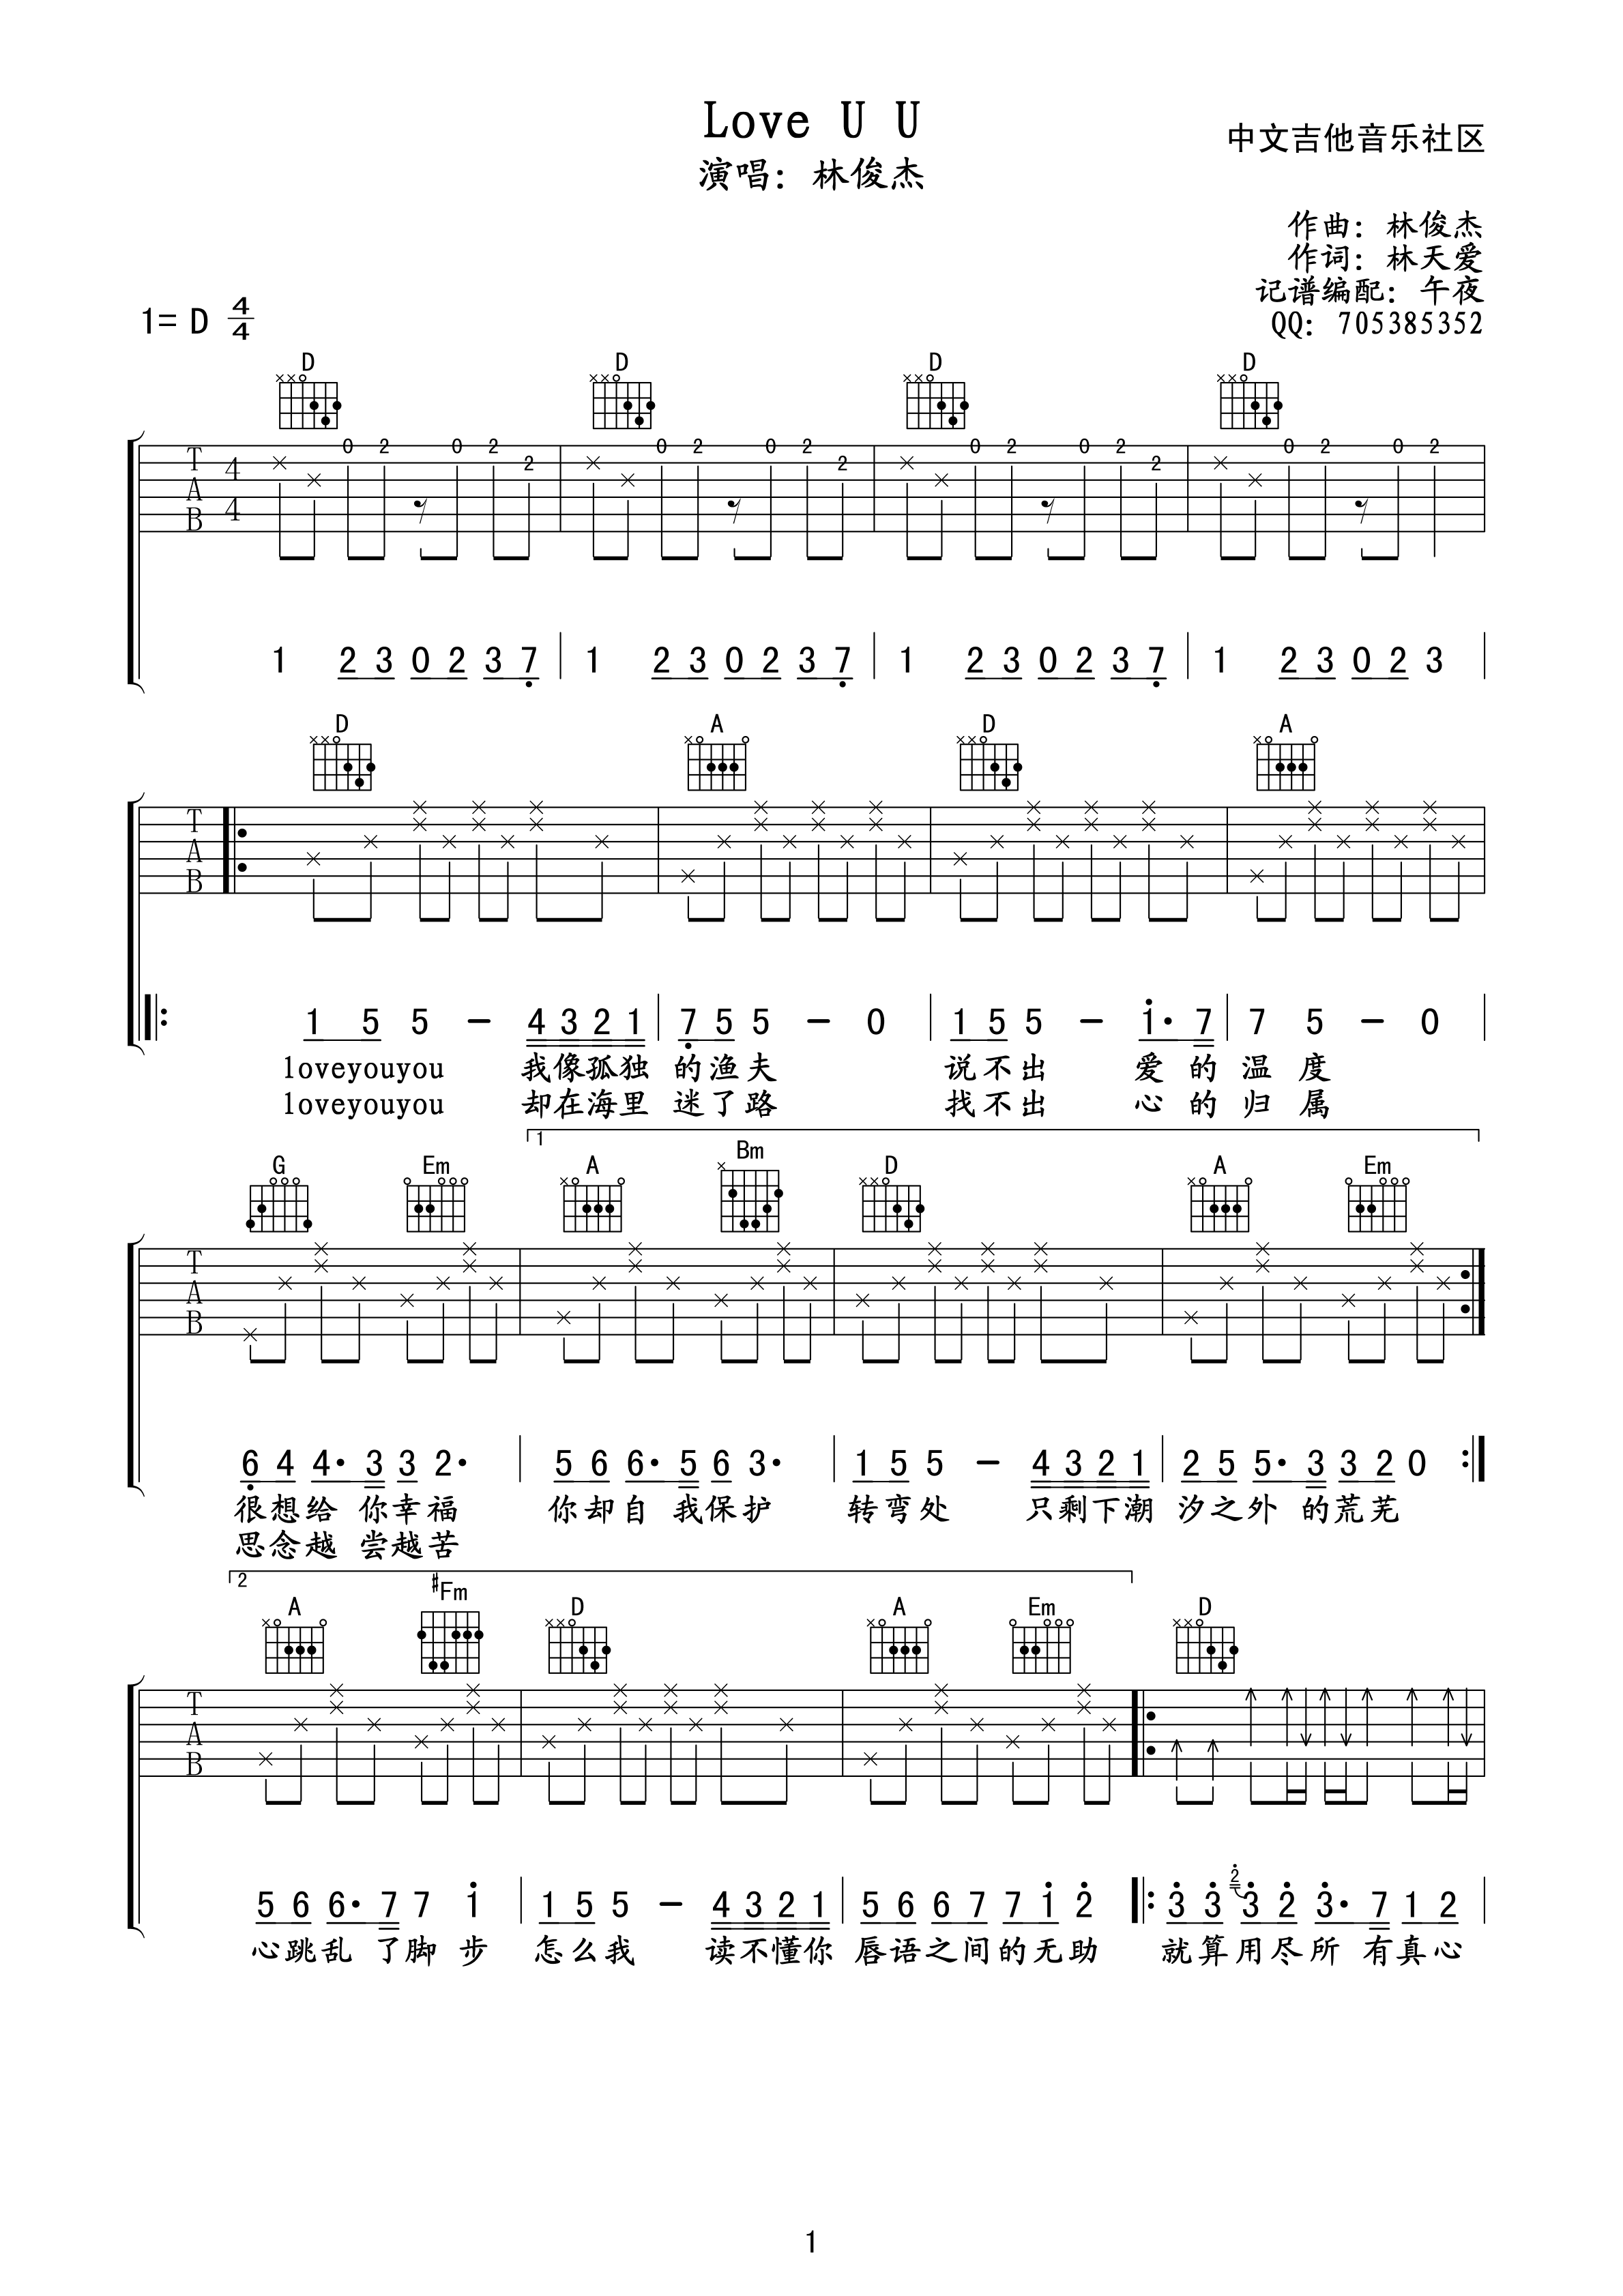 Love U U
演唱：林俊杰
中文吉他音乐社区
作曲：林俊杰
作词：林天爱
记谱编配：午夜
QQ：705385352
1= D 4/4
D D D D
T A B 4 4 0 2 0 2 2 0 2 0 2 2 0 2 0 2 2 0 2 0 2
1 2 3 0 2 3 7 1 2 3 0 2 3 7 1 2 3 0 2 3 7 1 2 3 0 2 3
D A D A
T A B
1 5 5 - 4 3 2 1 7 5 5 - 0 1 5 5 - 1· 7 7 5 - 0
loveyouyou 我像孤独 的渔夫 说不出 爱 的 温 度
loveyouyou 却在海里 迷了路 找不出 心 的 归 属
1
G Em A Bm D A Em
T A B
6 4 4· 3 3 2· 5 6 6· 5 6 3· 1 5 5 - 4 3 2 1 2 5 5· 3 3 2 0
很想给 你幸福 你却自 我保护 转弯处 只剩下潮 汐之外 的荒芜
思念越 尝越苦
2
A #Fm D A Em D
T A B
5 6 6· 7 7 1 1 5 5 - 4 3 2 1 5 6 6 7 7 1 2 3 3 2 3 2 3· 7 1 2
心跳乱 了脚 步 怎么我 读不懂你 唇语之间的无助 就算用尽所 有真心
1